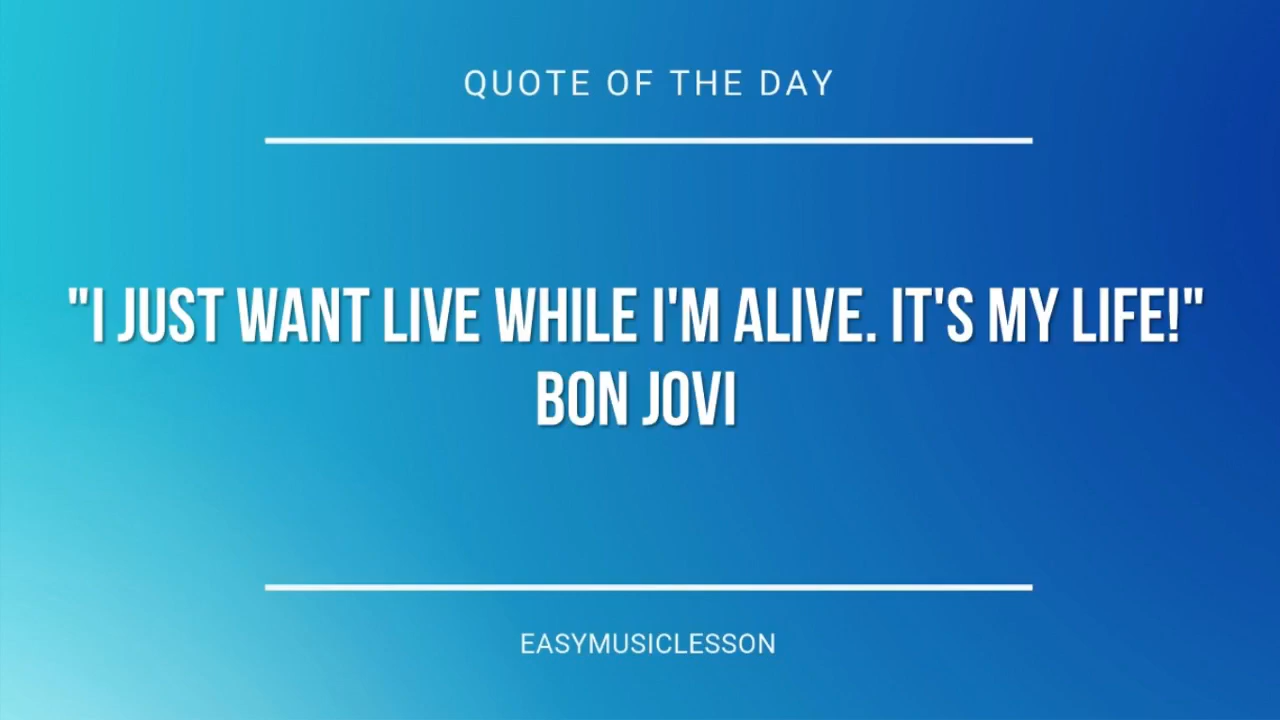 QUOTE OF THE DAY
"I JUST WANT LIVE WHILE I'M ALIVE. IT'S MY LIFE!"
BON JOVI
EASYMUSICLESSON